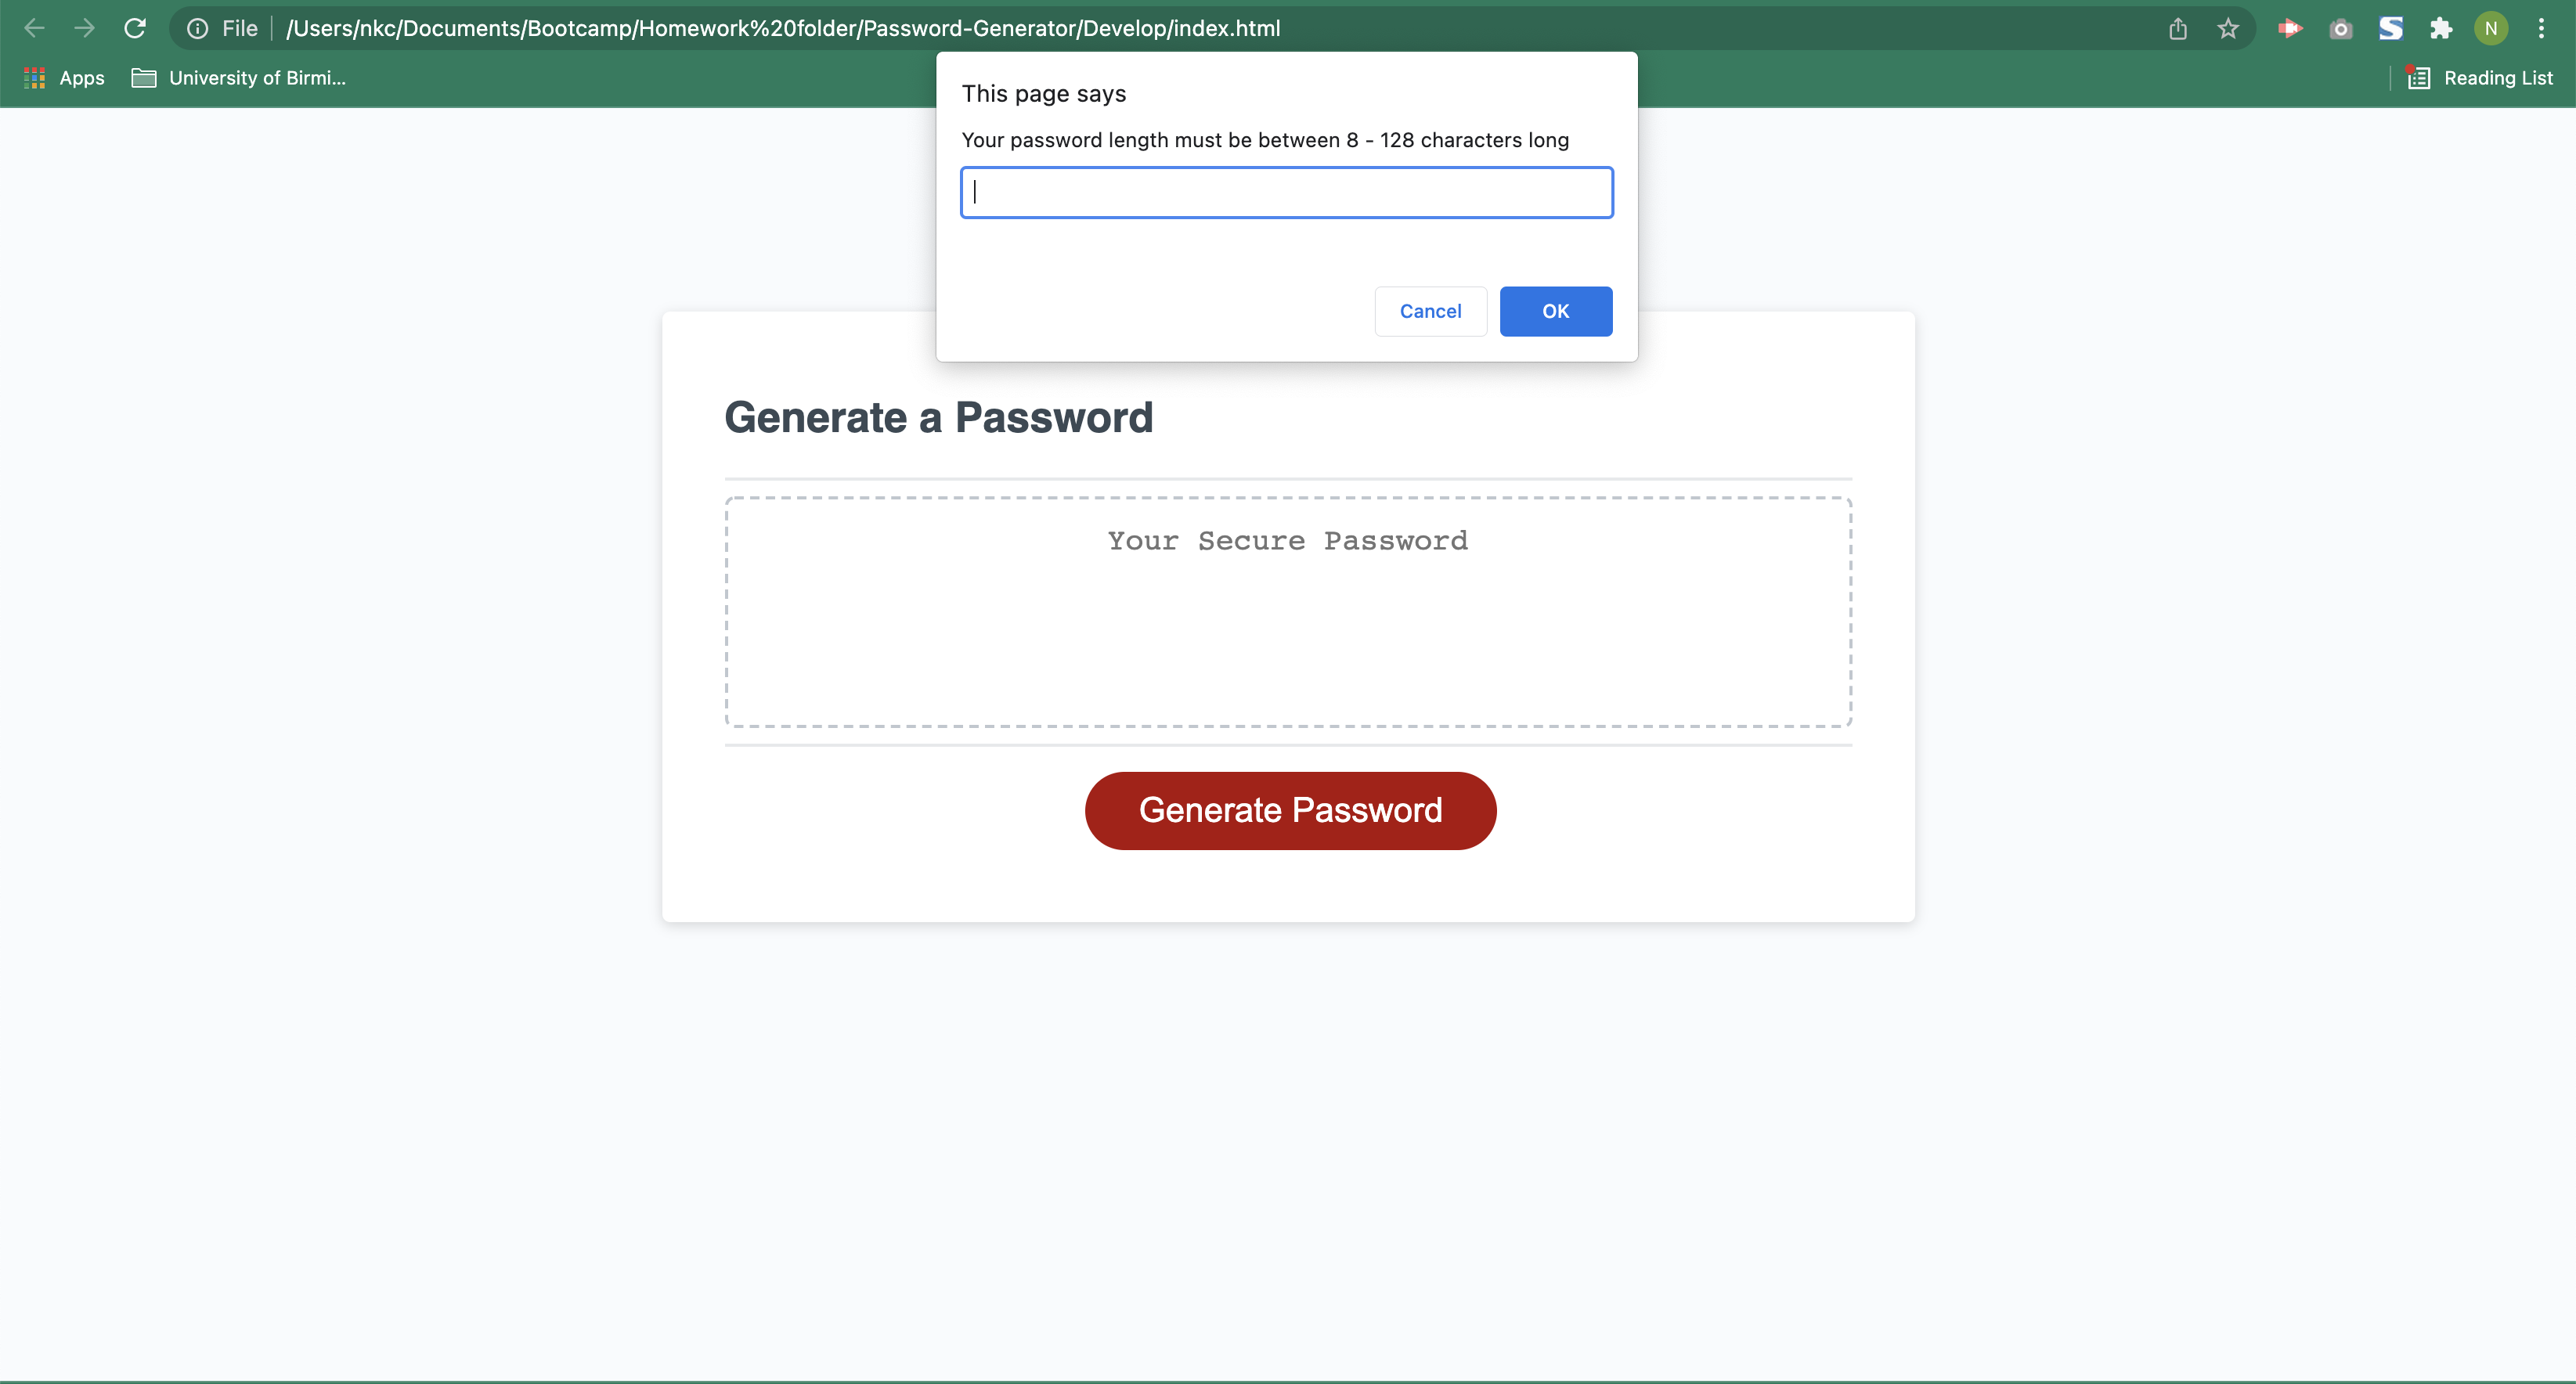 File /Users/nkc/Documents/Bootcamp/Homework%20folder/Password-Generator/Develop/index.html
N
Apps University of Birmi... Reading List
This page says
Your password length must be between 8 - 128 characters long
Cancel OK
Generate a Password
Your Secure Password
Generate Password